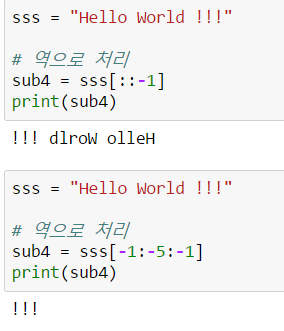 sss = "Hello World !!!"
# 역으로 처리
sub4 = sss[::-1]
print(sub4)
!!! dlroW olleH
sss = "Hello World !!!"
# 역으로 처리
sub4 = sss[-1:-5:-1]
print(sub4)
!!!